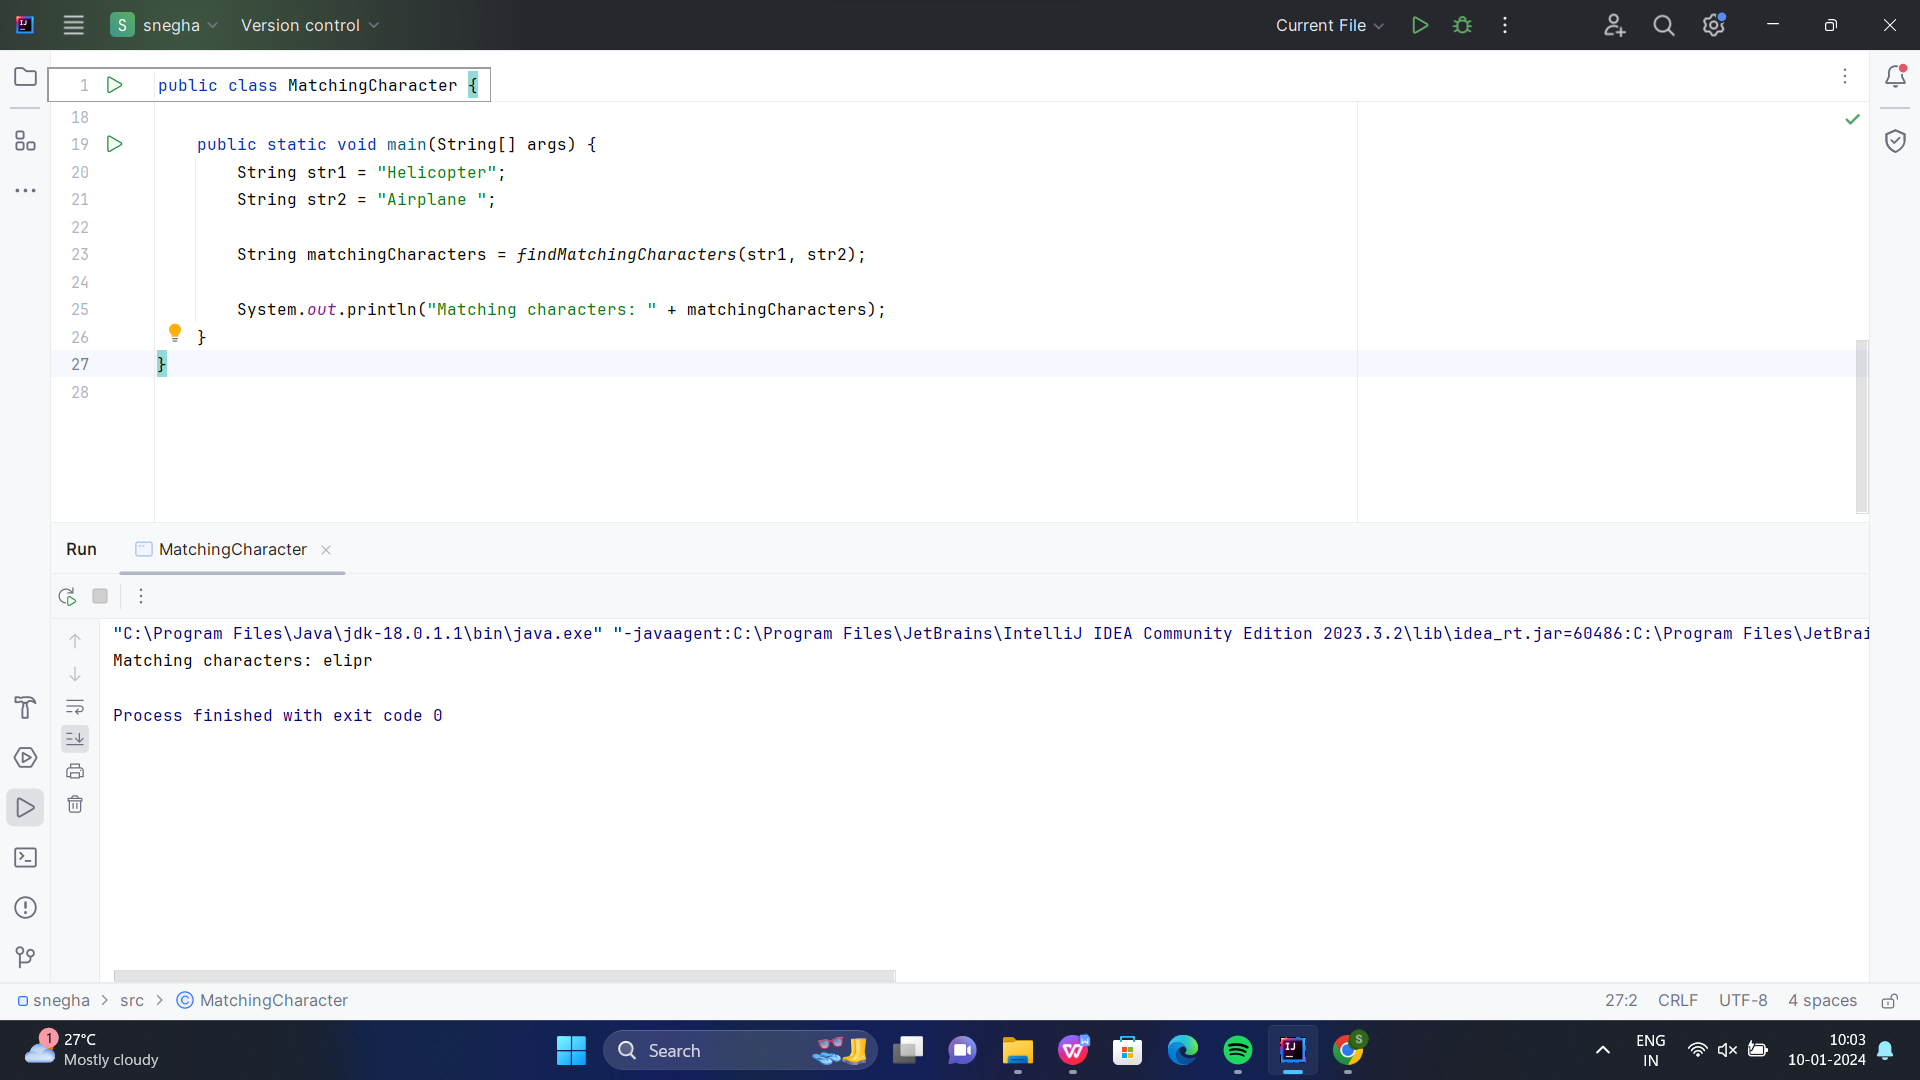 S snegha Version control Current File
1 public class MatchingCharacter {
18
19 public static void main(String[] args) {
20 String str1 = "Helicopter";
21 String str2 = "Airplane ";
22
23 String matchingCharacters = findMatchingCharacters(str1, str2);
24
25 System.out.println("Matching characters: " + matchingCharacters);
26 }
27 }
28
Run MatchingCharacter
"C:\Program Files\Java\jdk-18.0.1.1\bin\java.exe" "-javaagent:C:\Program Files\JetBrains\IntelliJ IDEA Community Edition 2023.3.2\lib\idea_rt.jar=60486:C:\Program Files\JetBrai
Matching characters: elipr
Process finished with exit code 0
snegha > src > MatchingCharacter 27:2 CRLF UTF-8 4 spaces
1 27°C
Mostly cloudy
Search
ENG
IN
10:03
10-01-2024